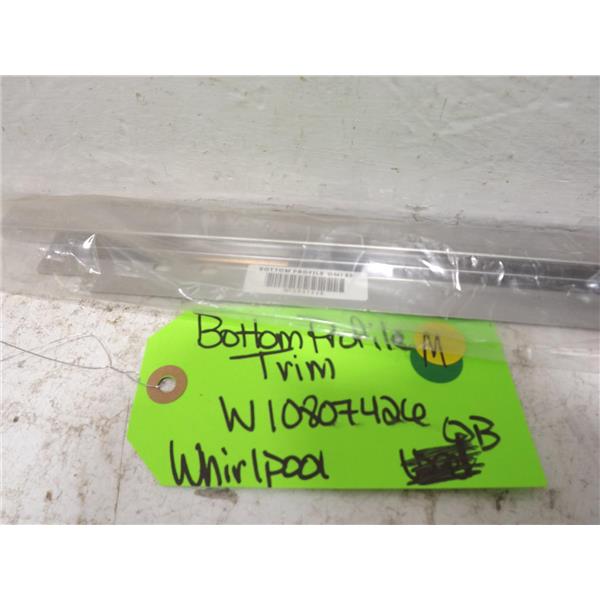 BOTTOM PROFILE
Bottom Profile M
Trim
W10807426
QB
Whirlpool